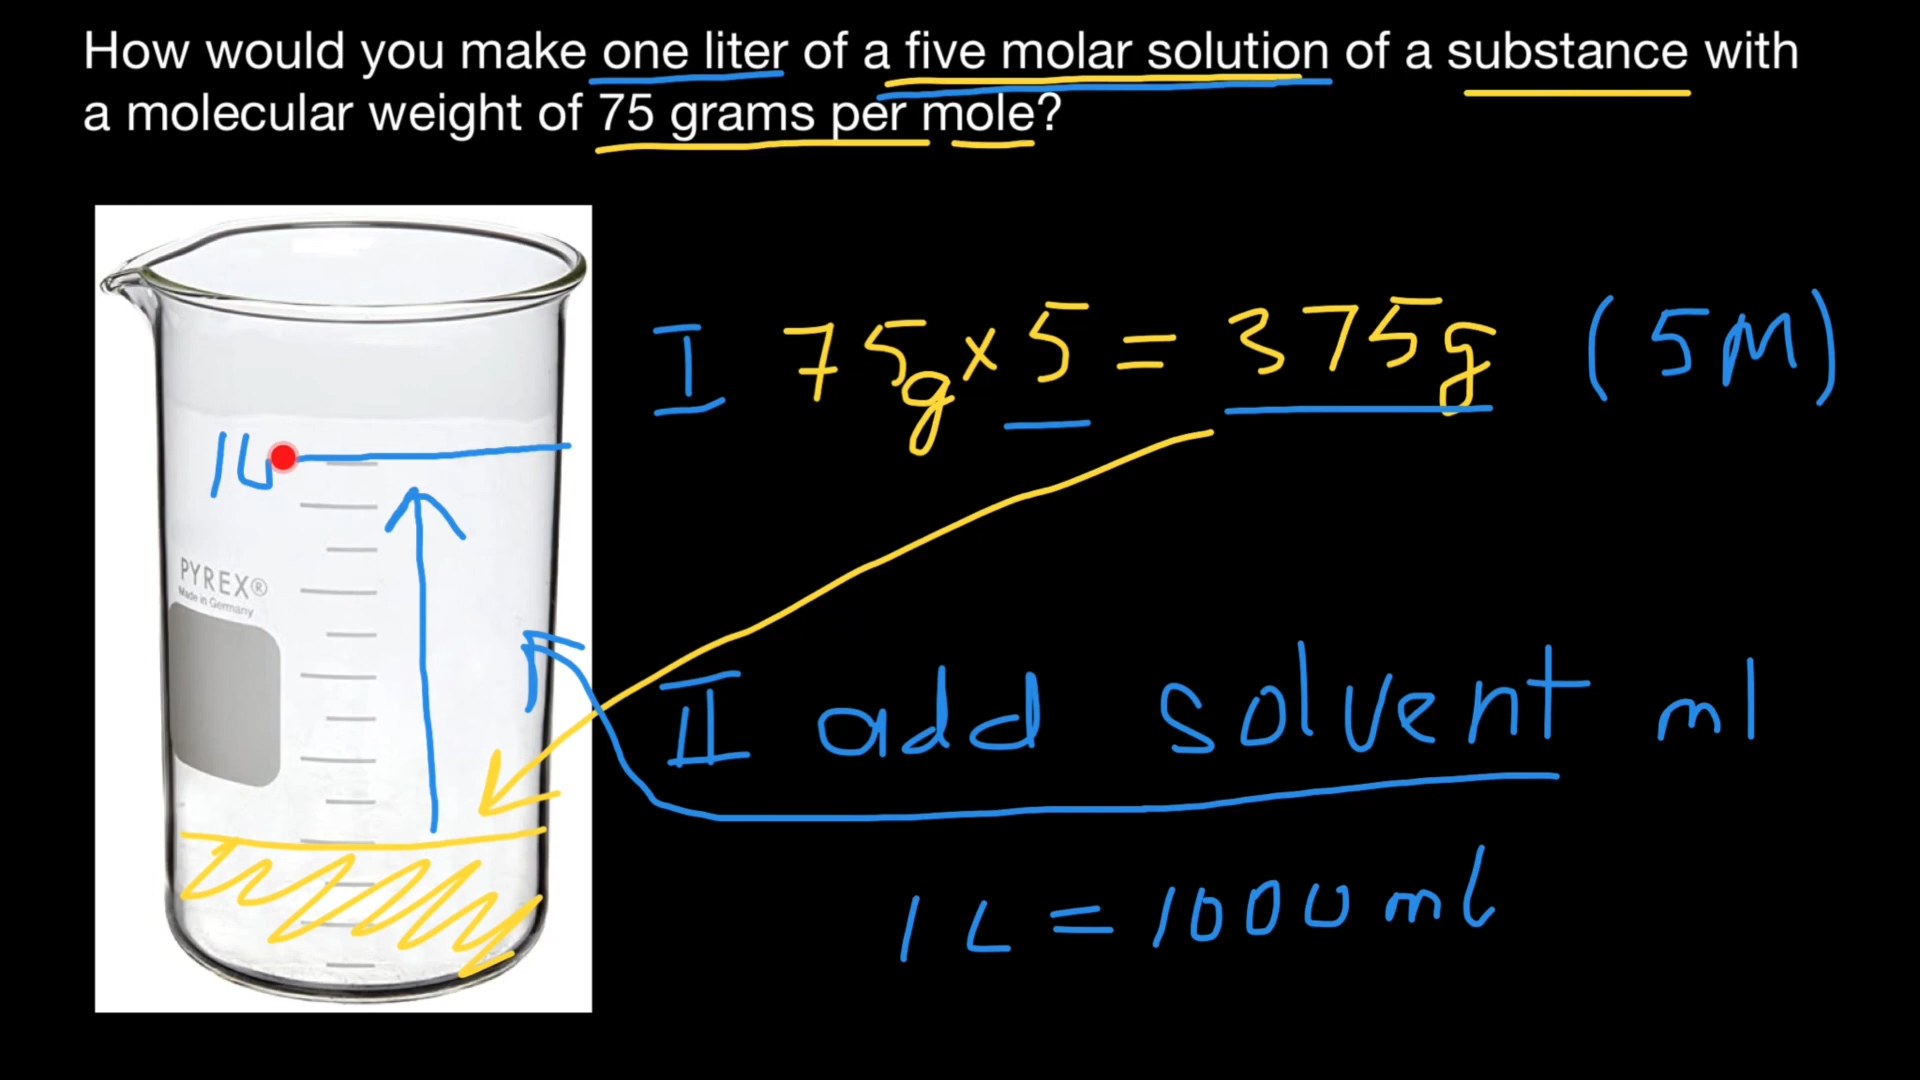 How would you make one liter of a five molar solution of a substance with
a molecular weight of 75 grams per mole?
I 75g × 5 = 375g (5M)
1L
PYREX®
Made in Germany
II add solvent ml
1L = 1000ml